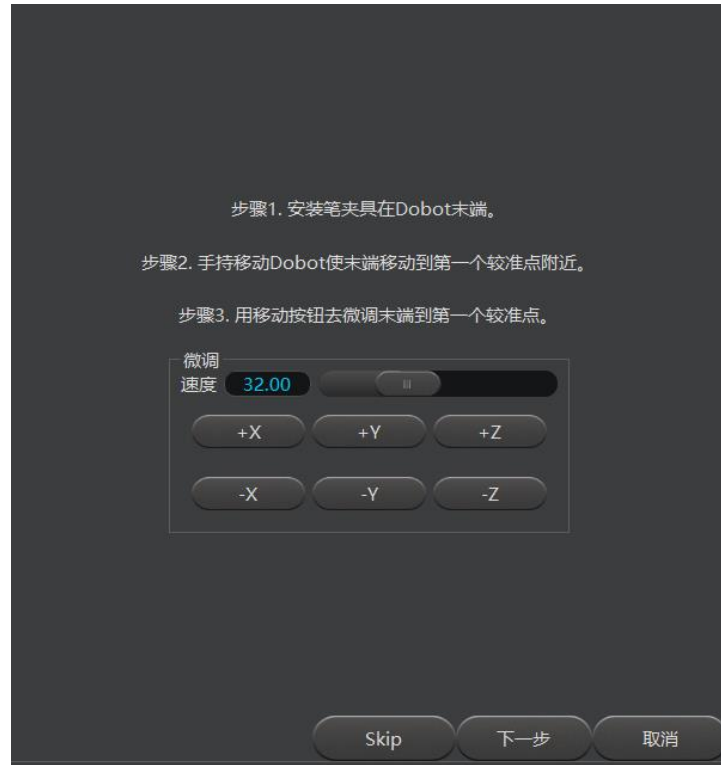 步骤1. 安装笔夹具在Dobot末端。
步骤2. 手持移动Dobot使末端移动到第一个较准点附近。
步骤3. 用移动按钮去微调末端到第一个较准点。
微调
速度 32.00
+X +Y +Z
-X -Y -Z
Skip 下一步 取消